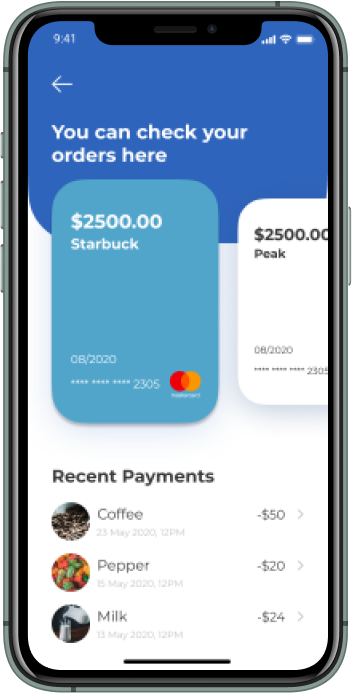 9:41
You can check your
orders here
$2500.00
Starbuck
08/2020
**** **** **** 2305
mastercard
$2500.00
Peak
08/2020
**** **** **** 2305
Recent Payments
Coffee
-$50
23 May 2020, 12PM
Pepper
-$20
15 May 2020, 12PM
Milk
-$24
13 May 2020, 12PM